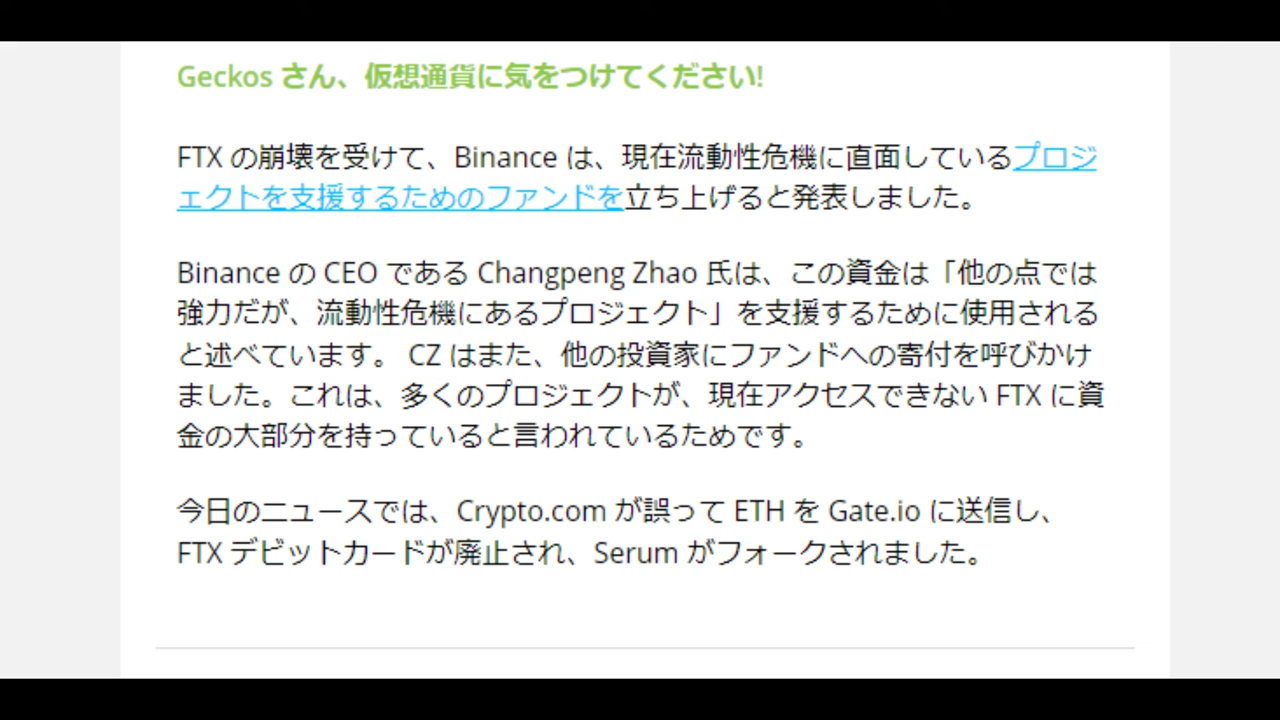 Geckos さん、仮想通貨に気をつけてください!
FTX の崩壊を受けて、Binance は、現在流動性危機に直面しているプロジ
ェクトを支援するためのファンドを立ち上げると発表しました。
Binance の CEO である Changpeng Zhao 氏は、この資金は「他の点では
強力だが、流動性危機にあるプロジェクト」を支援するために使用される
と述べています。 CZ はまた、他の投資家にファンドへの寄付を呼びかけ
ました。これは、多くのプロジェクトが、現在アクセスできない FTX に資
金の大部分を持っていると言われているためです。
今日のニュースでは、Crypto.com が誤って ETH を Gate.io に送信し、
FTX デビットカードが廃止され、Serum がフォークされました。